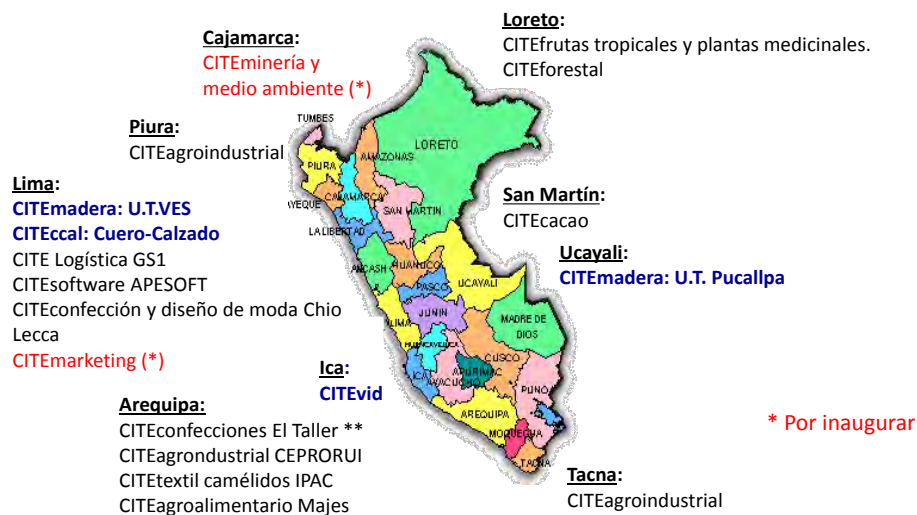 Loreto:
CITEfrutas tropicales y plantas medicinales.
CITEforestal
Cajamarca:
CITEminería y
medio ambiente (*)
Piura:
CITEagroindustrial
Lima:
CITEmadera: U.T.VES
CITEccal: Cuero-Calzado
CITE Logística GS1
CITEsoftware APESOFT
CITEconfección y diseño de moda Chio
Lecca
CITEmarketing (*)
San Martín:
CITEcacao
Ucayali:
CITEmadera: U.T. Pucallpa
Ica:
CITEvid
Arequipa:
CITEconfecciones El Taller **
CITEagrondustrial CEPRORUI
CITEtextil camélidos IPAC
CITEagroalimentario Majes
* Por inaugurar
Tacna:
CITEagroindustrial
TUMBES
PIURA
AMAZONAS
LORETO
CAJAMARCA
AYEQUE
SAN MARTIN
LA LIBERTAD
ANCASH
HUANUCO
UCAYALI
PASCO
JUNIN
LIMA
MADRE DE
DIOS
HUANCAVELICA
CUSCO
ICA
AYACUCHO
APURIMAC
PUNO
AREQUIPA
MOQUEGUA
TACNA